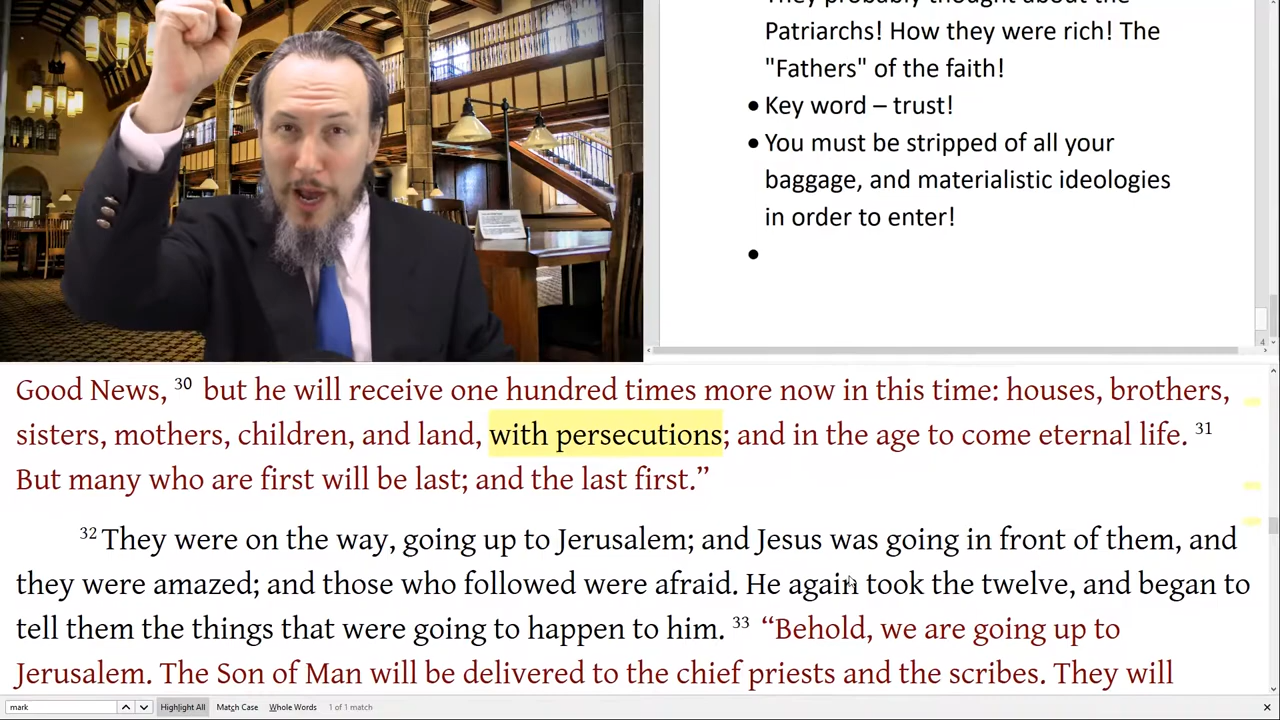 They probably thought about the
Patriarchs! How they were rich! The
"Fathers" of the faith!
● Key word – trust!
● You must be stripped of all your
baggage, and materialistic ideologies
in order to enter!
●
4
Good News, 30 but he will receive one hundred times more now in this time: houses, brothers,
sisters, mothers, children, and land, with persecutions; and in the age to come eternal life. 31
But many who are first will be last; and the last first.”
32 They were on the way, going up to Jerusalem; and Jesus was going in front of them, and
they were amazed; and those who followed were afraid. He again took the twelve, and began to
tell them the things that were going to happen to him. 33 “Behold, we are going up to
Jerusalem. The Son of Man will be delivered to the chief priests and the scribes. They will
mark Highlight All Match Case Whole Words 1 of 1 match